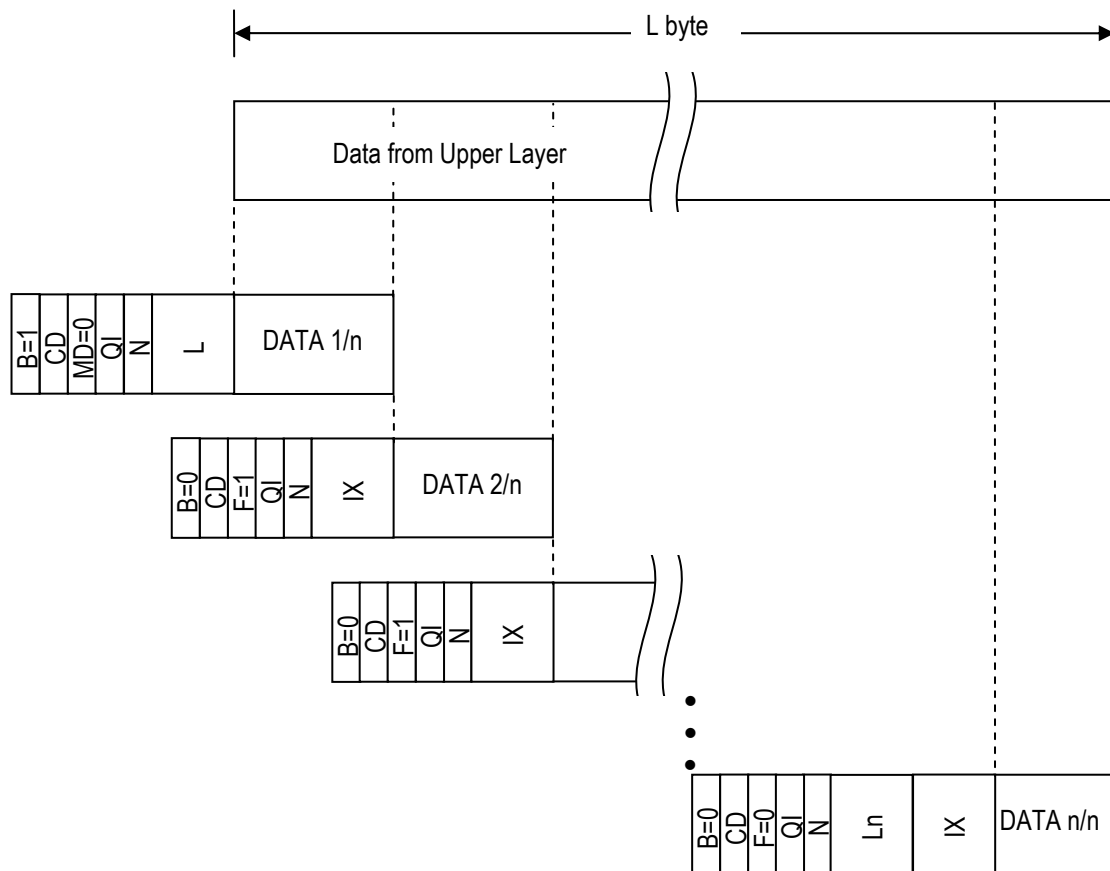 L byte
Data from Upper Layer
B=1
CD
MD=0
QI
N
L
DATA 1/n
B=0
CD
F=1
QI
N
IX
DATA 2/n
B=0
CD
F=1
QI
N
IX
B=0
CD
F=0
QI
N
Ln
IX
DATA n/n